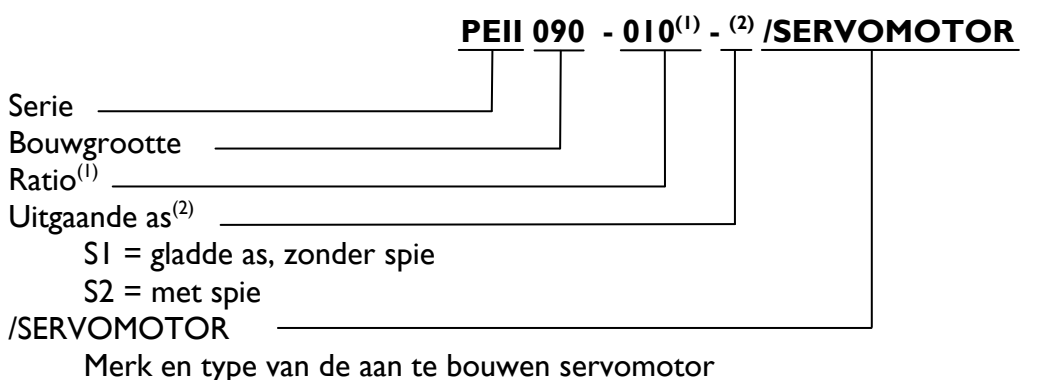 PEII 090 - 010(1) - (2) /SERVOMOTOR
Serie
Bouwgrootte
Ratio(1)
Uitgaande as(2)
S1 = gladde as, zonder spie
S2 = met spie
/SERVOMOTOR
Merk en type van de aan te bouwen servomotor